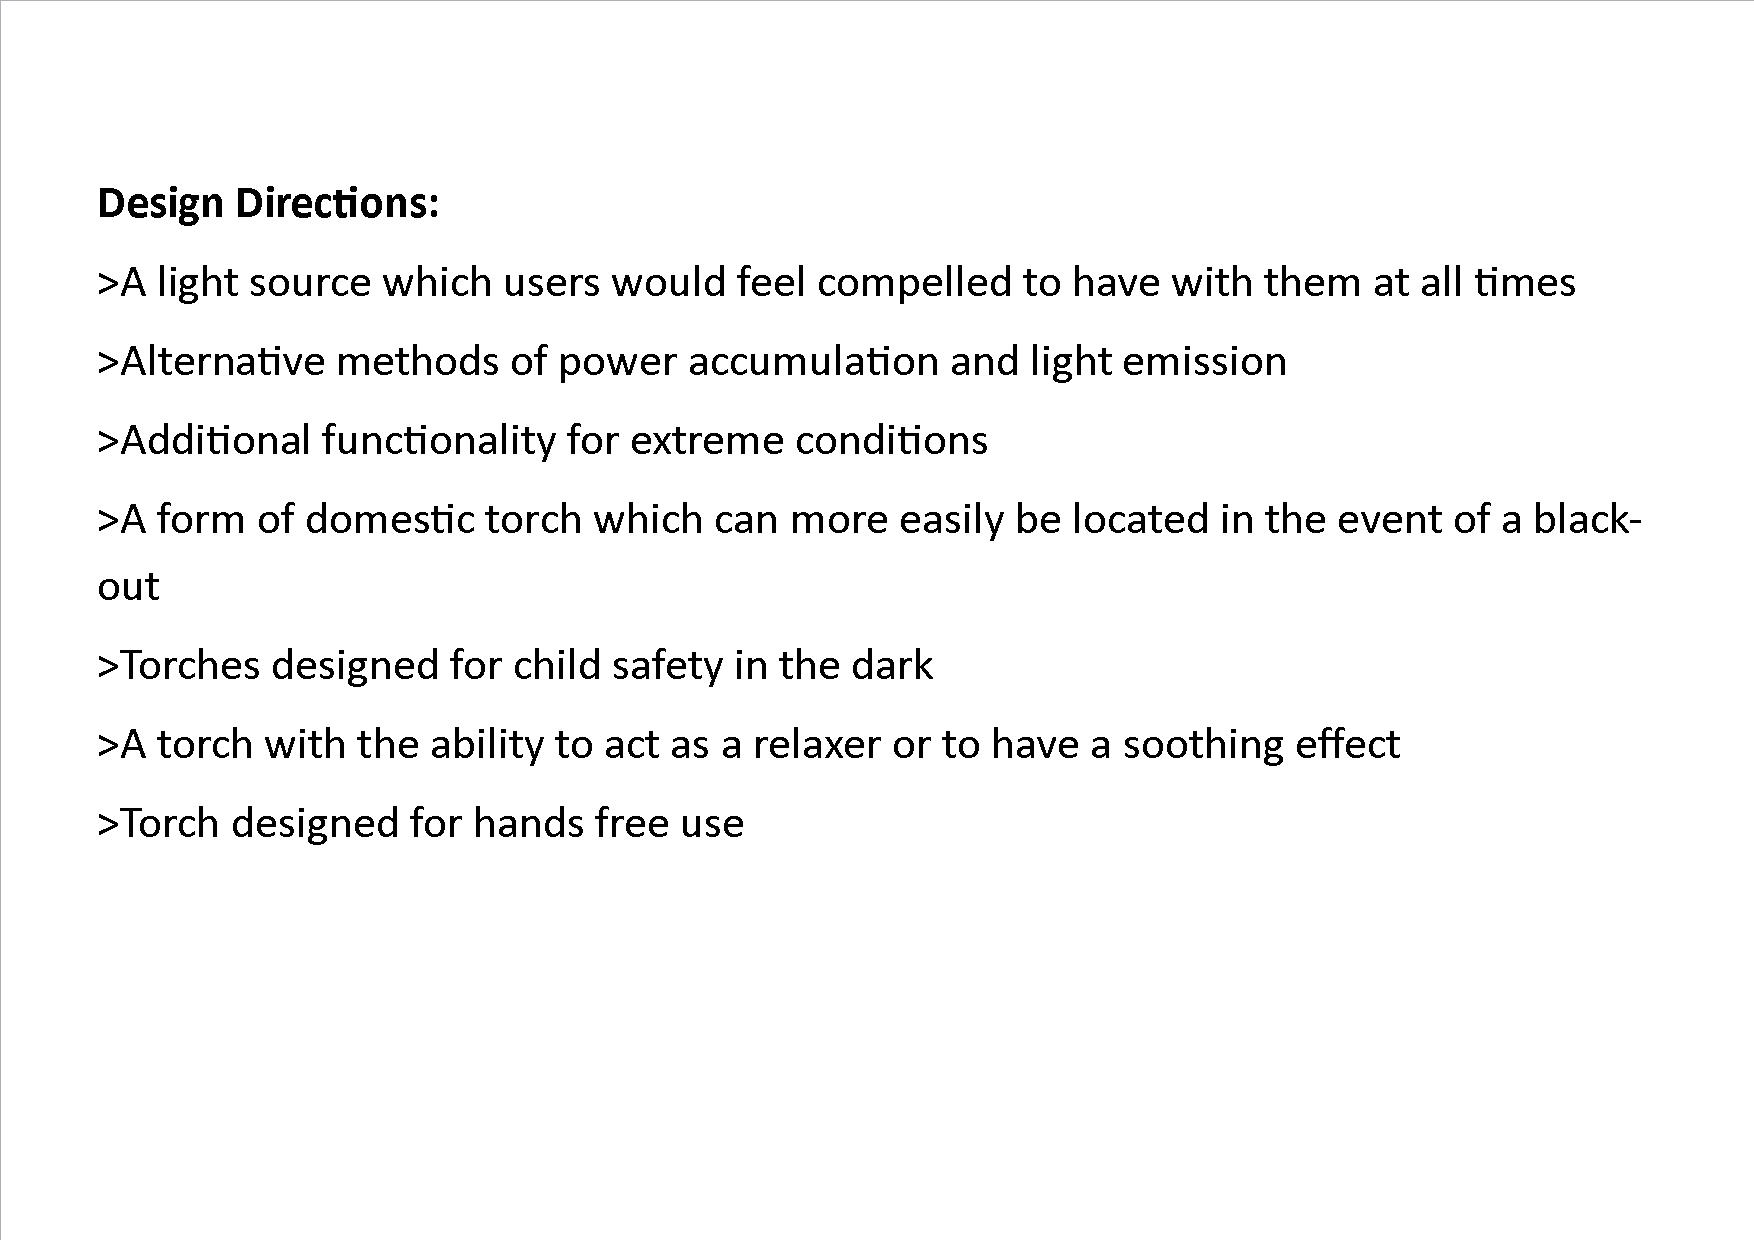 Design Directions:
>A light source which users would feel compelled to have with them at all times
>Alternative methods of power accumulation and light emission
>Additional functionality for extreme conditions
>A form of domestic torch which can more easily be located in the event of a black-
out
>Torches designed for child safety in the dark
>A torch with the ability to act as a relaxer or to have a soothing effect
>Torch designed for hands free use